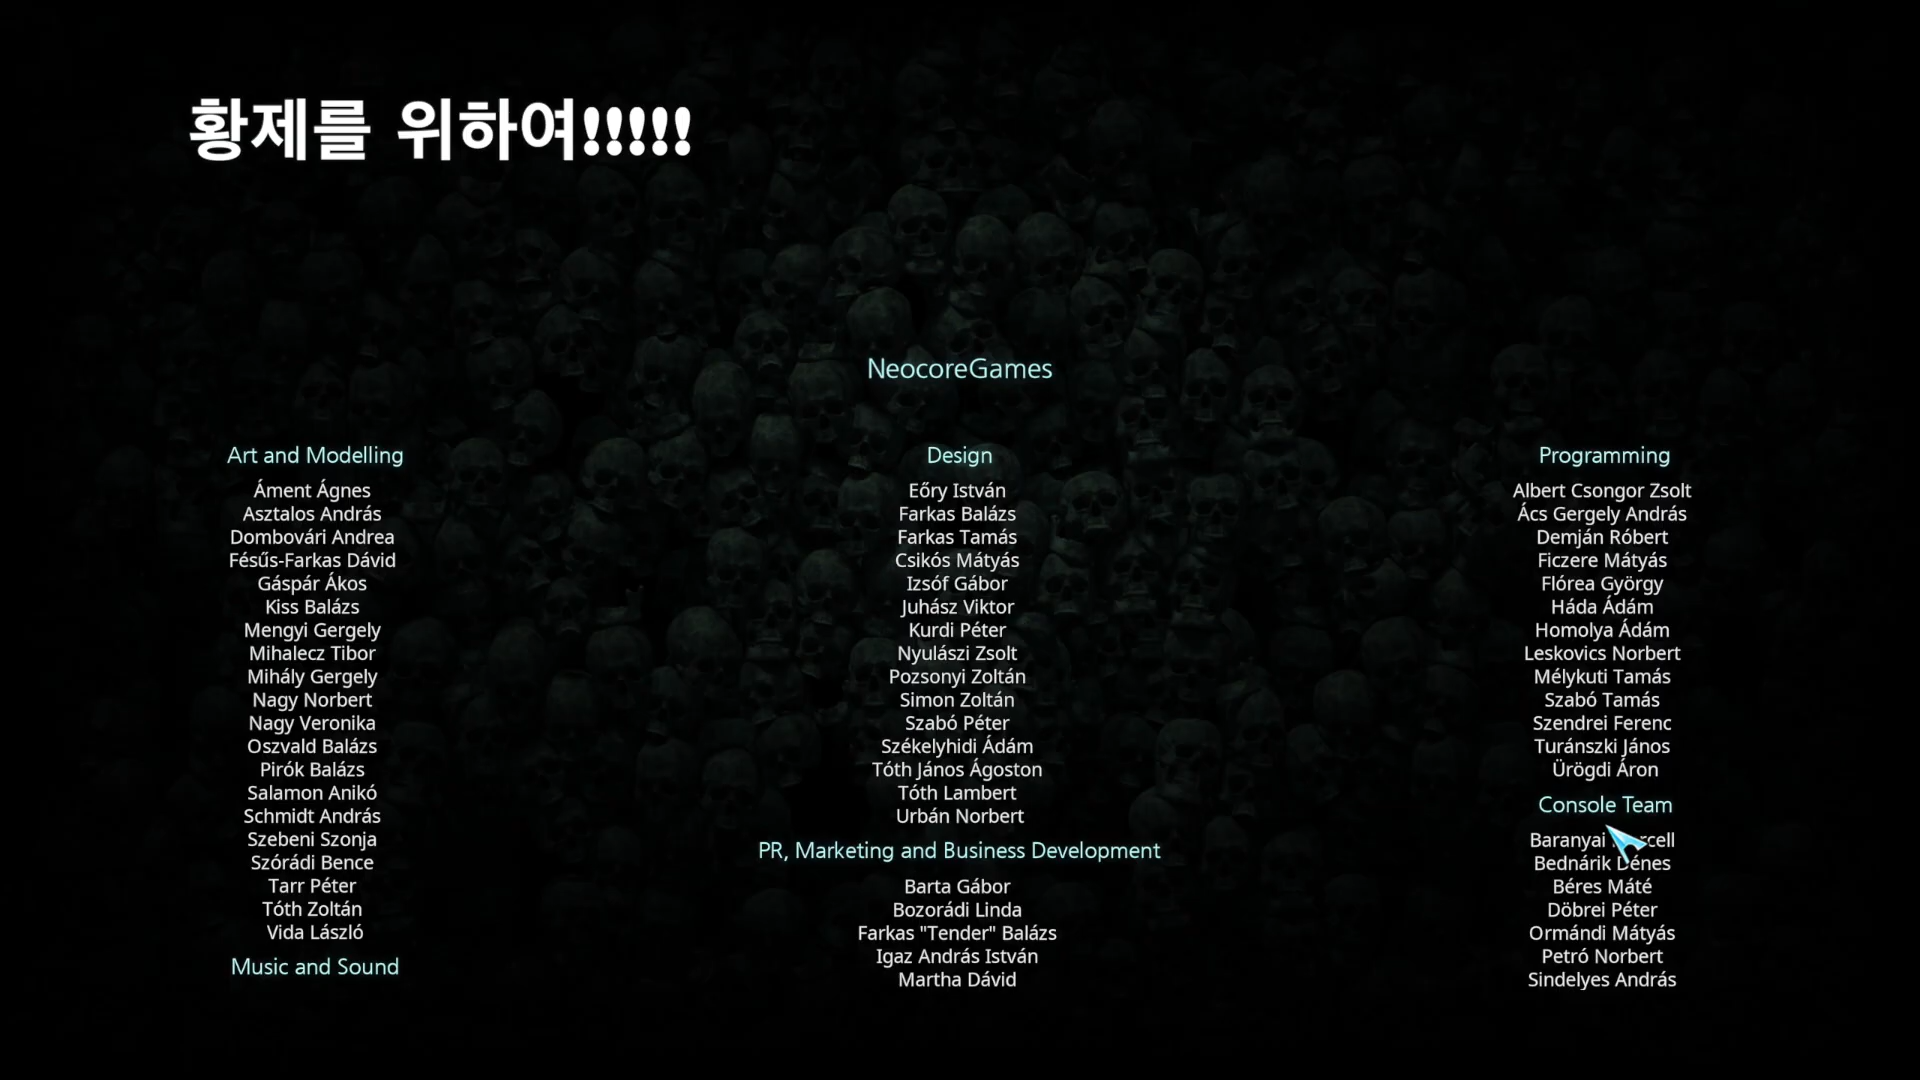 황제를 위하여!!!!!
NeocoreGames
Art and Modelling
Áment Ágnes
Asztalos András
Dombovári Andrea
Fésűs-Farkas Dávid
Gáspár Ákos
Kiss Balázs
Mengyi Gergely
Mihalecz Tibor
Mihály Gergely
Nagy Norbert
Nagy Veronika
Oszvald Balázs
Pirók Balázs
Salamon Anikó
Schmidt András
Szebeni Szonja
Szórádi Bence
Tarr Péter
Tóth Zoltán
Vida László
Music and Sound
Design
Eőry István
Farkas Balázs
Farkas Tamás
Csikós Mátyás
Izsóf Gábor
Juhász Viktor
Kurdi Péter
Nyulászi Zsolt
Pozsonyi Zoltán
Simon Zoltán
Szabó Péter
Székelyhidi Ádám
Tóth János Ágoston
Tóth Lambert
Urbán Norbert
PR, Marketing and Business Development
Barta Gábor
Bozorádi Linda
Farkas "Tender" Balázs
Igaz András István
Martha Dávid
Programming
Albert Csongor Zsolt
Ács Gergely András
Demján Róbert
Ficzere Mátyás
Flórea György
Háda Ádám
Homolya Ádám
Leskovics Norbert
Mélykuti Tamás
Szabó Tamás
Szendrei Ferenc
Turánszki János
Ürögdi Áron
Console Team
Baranyai
Bednárik Dénes
Béres Máté
Döbrei Péter
Ormándi Mátyás
Petró Norbert
Sindelyes András